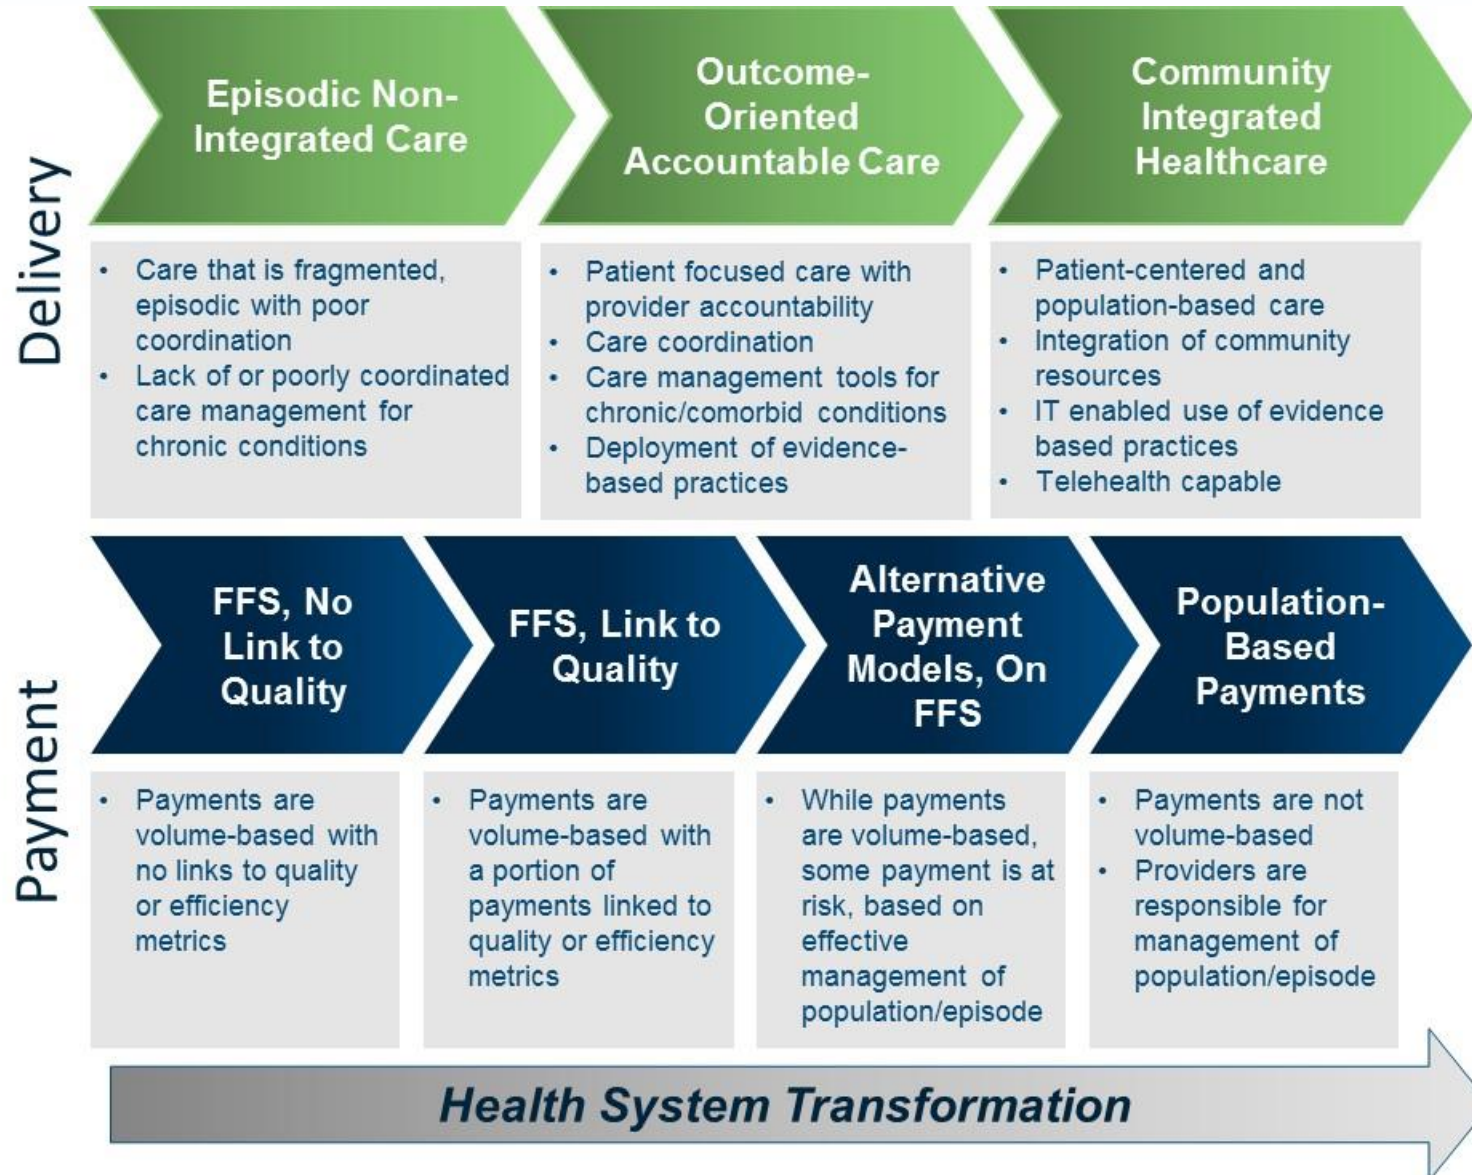 Delivery
Episodic Non-
Integrated Care
Outcome-
Oriented
Accountable Care
Community
Integrated
Healthcare
• Care that is fragmented,
episodic with poor
coordination
• Lack of or poorly coordinated
care management for
chronic conditions
• Patient focused care with
provider accountability
• Care coordination
• Care management tools for
chronic/comorbid conditions
• Deployment of evidence-
based practices
• Patient-centered and
population-based care
• Integration of community
resources
• IT enabled use of evidence
based practices
• Telehealth capable
Payment
FFS, No
Link to
Quality
FFS, Link to
Quality
Alternative
Payment
Models, On
FFS
Population-
Based
Payments
• Payments are
volume-based with
no links to quality
or efficiency
metrics
• Payments are
volume-based with
a portion of
payments linked to
quality or efficiency
metrics
• While payments
are volume-based,
some payment is at
risk, based on
effective
management of
population/episode
• Payments are not
volume-based
• Providers are
responsible for
management of
population/episode
Health System Transformation